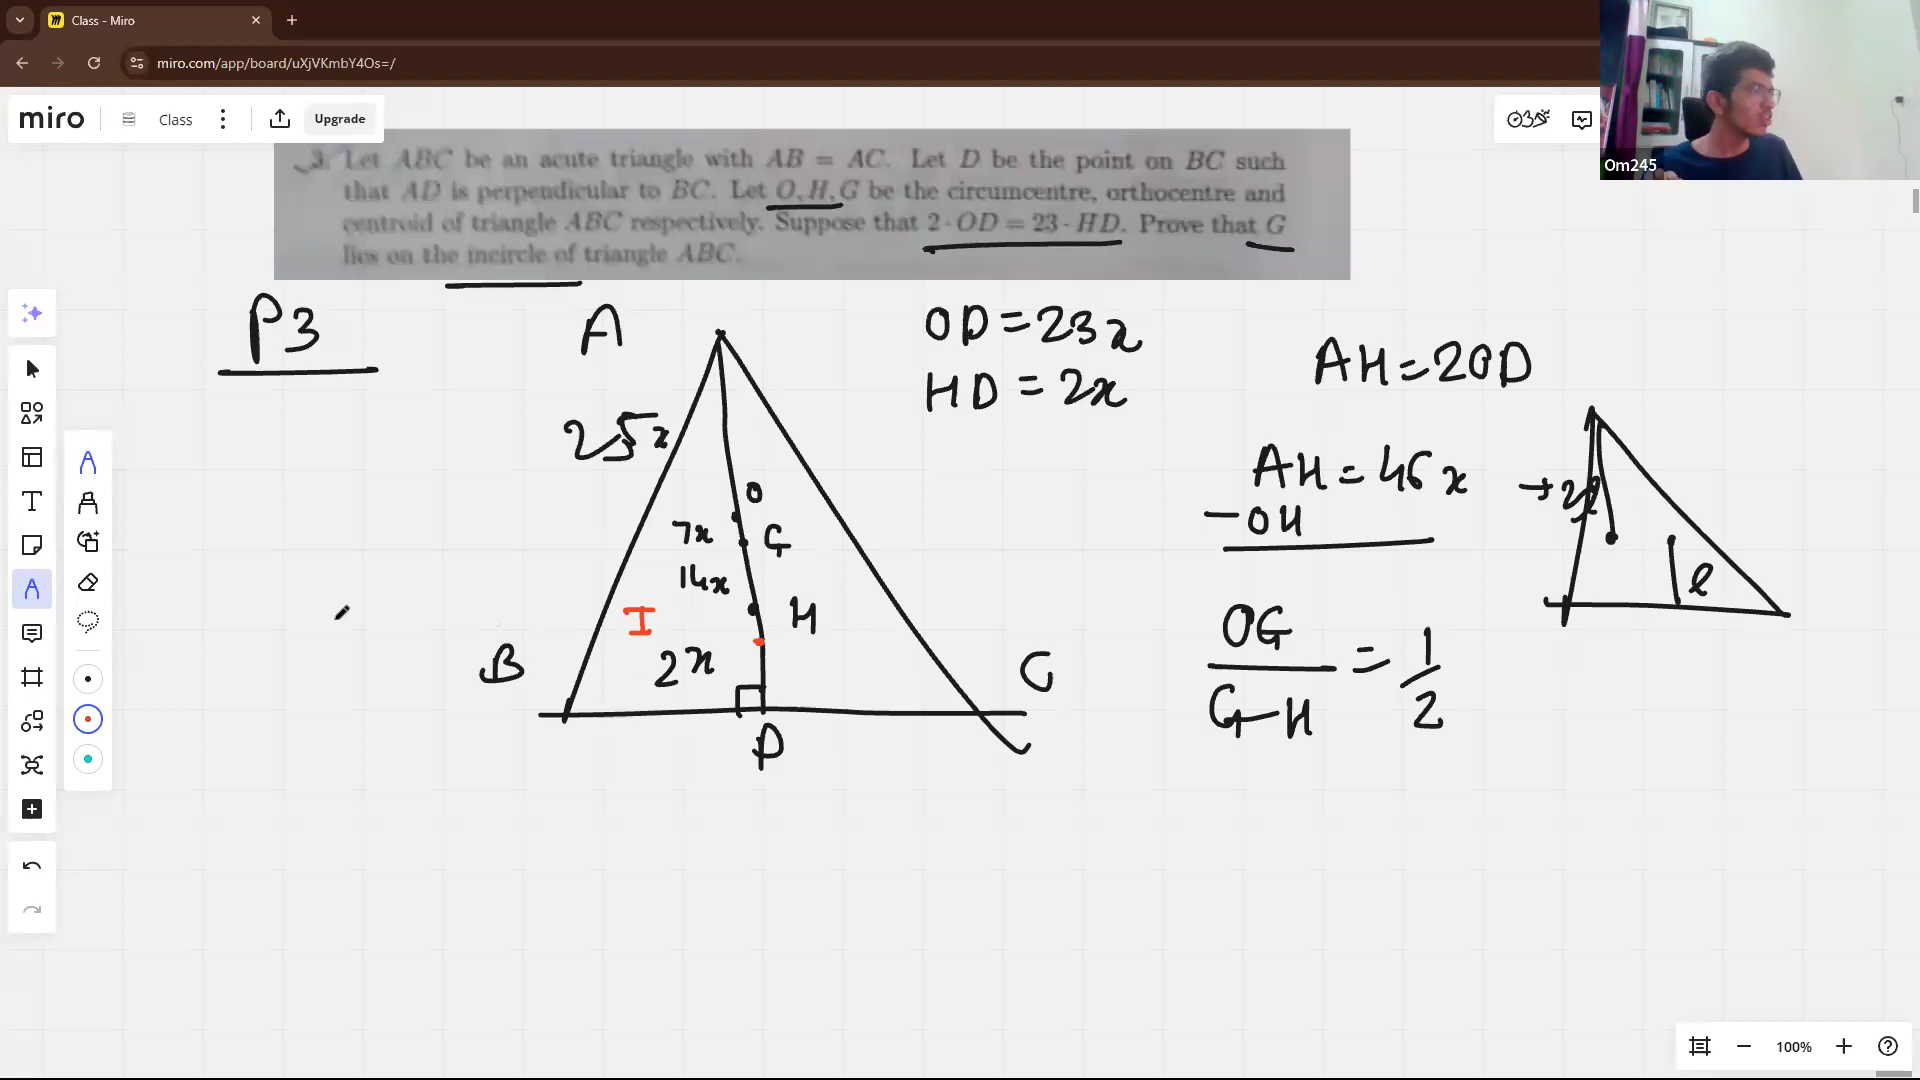 Class - Miro
miro.com/app/board/uXjVKmbY4Os=/
miro
Class
Upgrade
Om245
3. Let ABC be an acute triangle with AB = AC. Let D be the point on BC such
that AD is perpendicular to BC. Let O, H, G be the circumcentre, orthocentre and
centroid of triangle ABC respectively. Suppose that 2 · OD = 23 · HD. Prove that G
lies on the incircle of triangle ABC.
P3
A
OD = 23x
HD = 2x
AH = 2OD
25x
AH = 46x
- OH
O
7x
G
14x
I
H
2x
B
C
D
OG
GH
= 1/2
l
100%